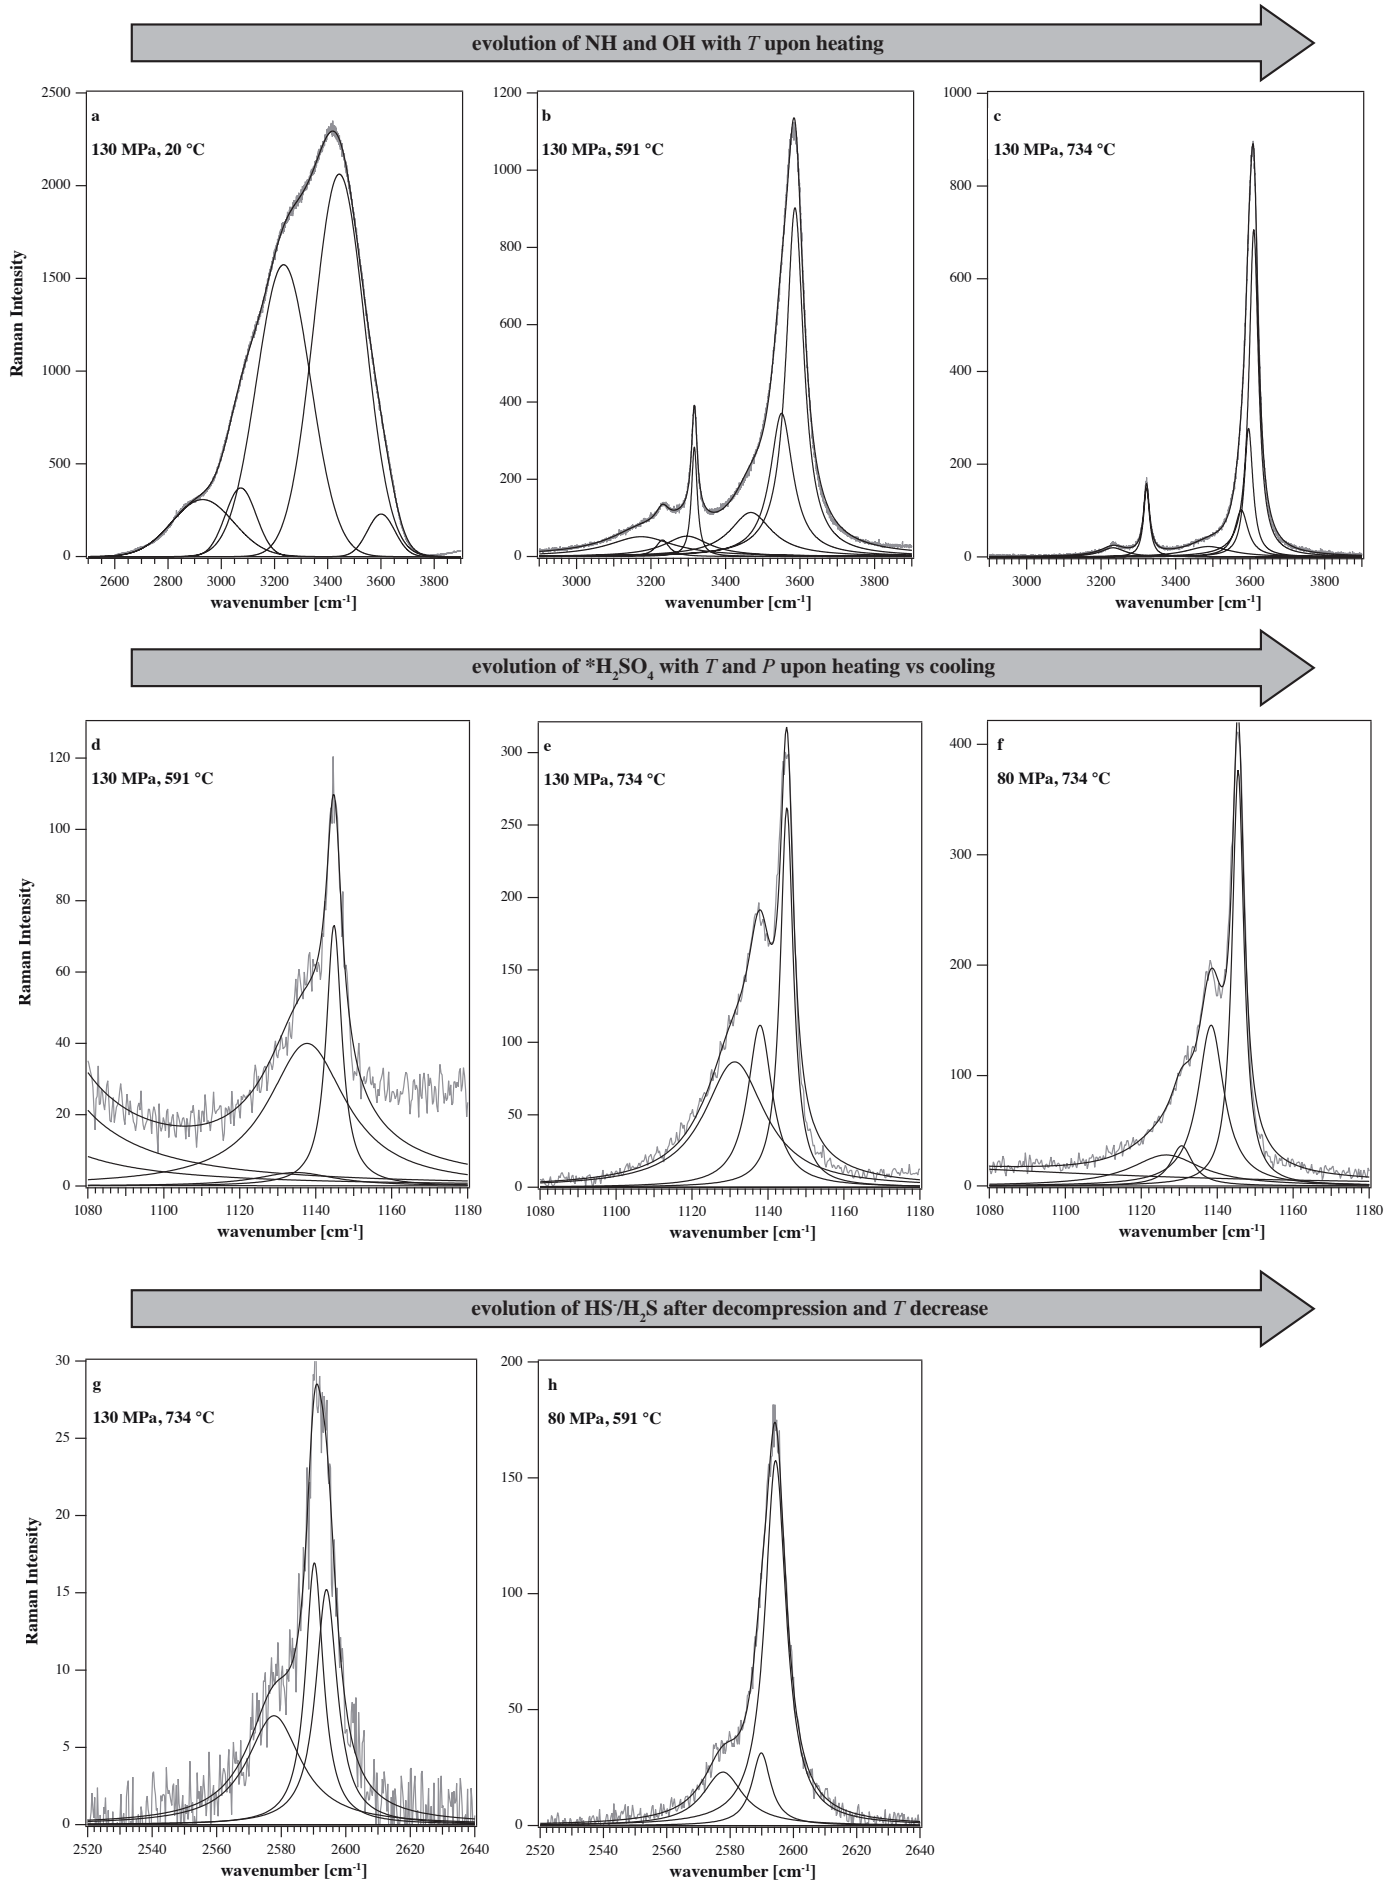 evolution of NH and OH with T upon heating
a
130 MPa, 20 °C
2500
2000
1500
1000
500
0
2600 2800 3000 3200 3400 3600 3800
wavenumber [cm-1]
Raman Intensity
b
130 MPa, 591 °C
1200
1000
800
600
400
200
0
3000 3200 3400 3600 3800
wavenumber [cm-1]
c
130 MPa, 734 °C
1000
800
600
400
200
0
3000 3200 3400 3600 3800
wavenumber [cm-1]
evolution of *H2SO4 with T and P upon heating vs cooling
d
130 MPa, 591 °C
120
100
80
60
40
20
0
1080 1100 1120 1140 1160 1180
wavenumber [cm-1]
Raman Intensity
e
130 MPa, 734 °C
300
250
200
150
100
50
0
1080 1100 1120 1140 1160 1180
wavenumber [cm-1]
f
80 MPa, 734 °C
400
300
200
100
0
1080 1100 1120 1140 1160 1180
wavenumber [cm-1]
evolution of HS-/H2S after decompression and T decrease
g
130 MPa, 734 °C
30
25
20
15
10
5
0
2520 2540 2560 2580 2600 2620 2640
wavenumber [cm-1]
Raman Intensity
h
80 MPa, 591 °C
200
150
100
50
0
2520 2540 2560 2580 2600 2620 2640
wavenumber [cm-1]